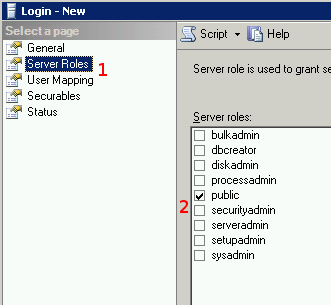 Login - New
Select a page
General
Server Roles 1
User Mapping
Securables
Status
Script Help
Server role is used to grant se
Server roles:
bulkadmin
dbcreator
diskadmin
processadmin
public
2 securityadmin
serveradmin
setupadmin
sysadmin